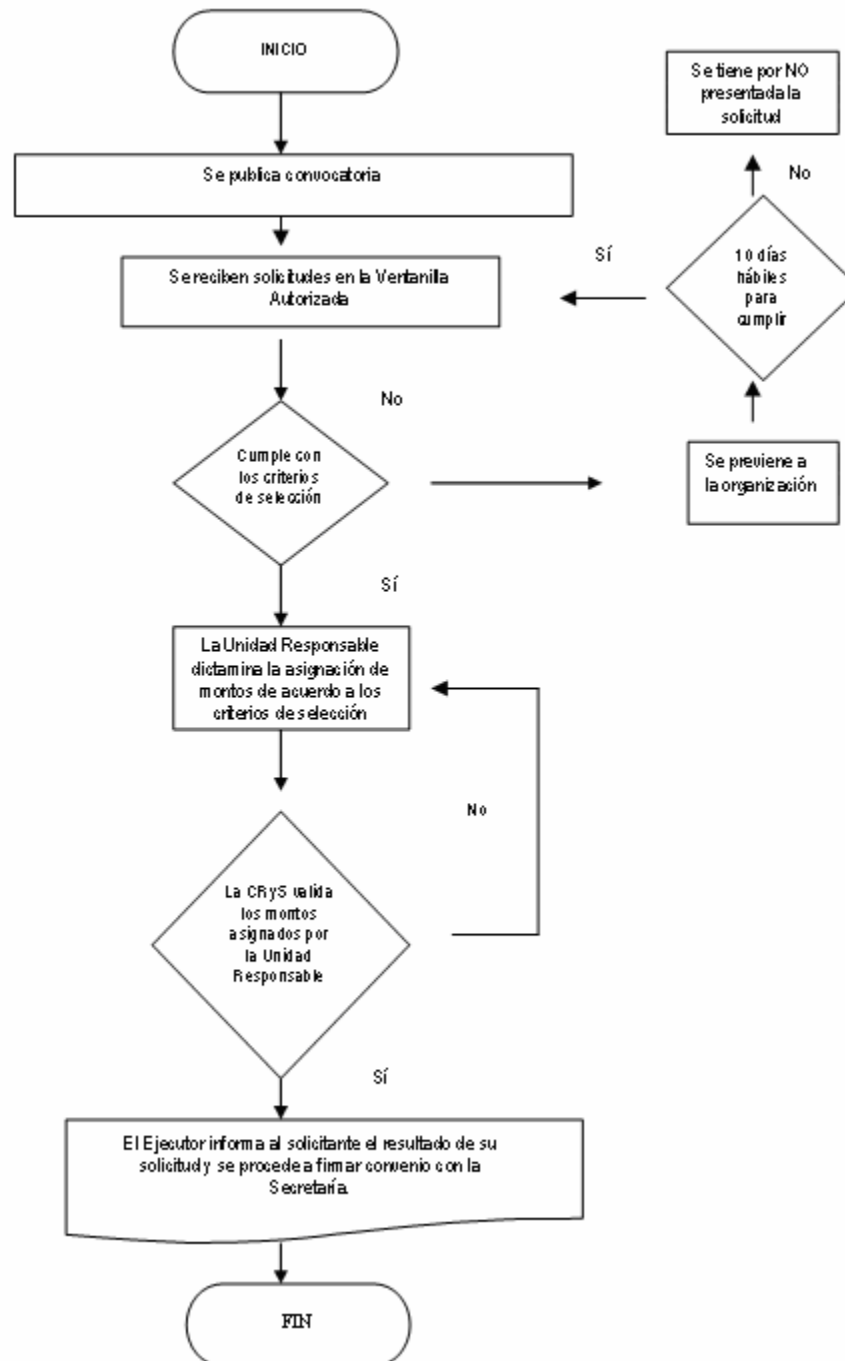 INICIO
Se publica convocatoria
Se reciben solicitudes en la Ventanilla
Autorizada
Cumple con
los criterios
de selección
No
Se previene a
la organización
10 días
hábiles
para
cumplir
Sí
No
Se tiene por NO
presentada la
solicitud
Sí
La Unidad Responsable
dictamina la asignación de
montos de acuerdo a los
criterios de selección
La CRyS valida
los montos
asignados por
la Unidad
Responsable
No
Sí
El Ejecutor informa al solicitante el resultado de su
solicitud y se procede a firmar convenio con la
Secretaría.
FIN